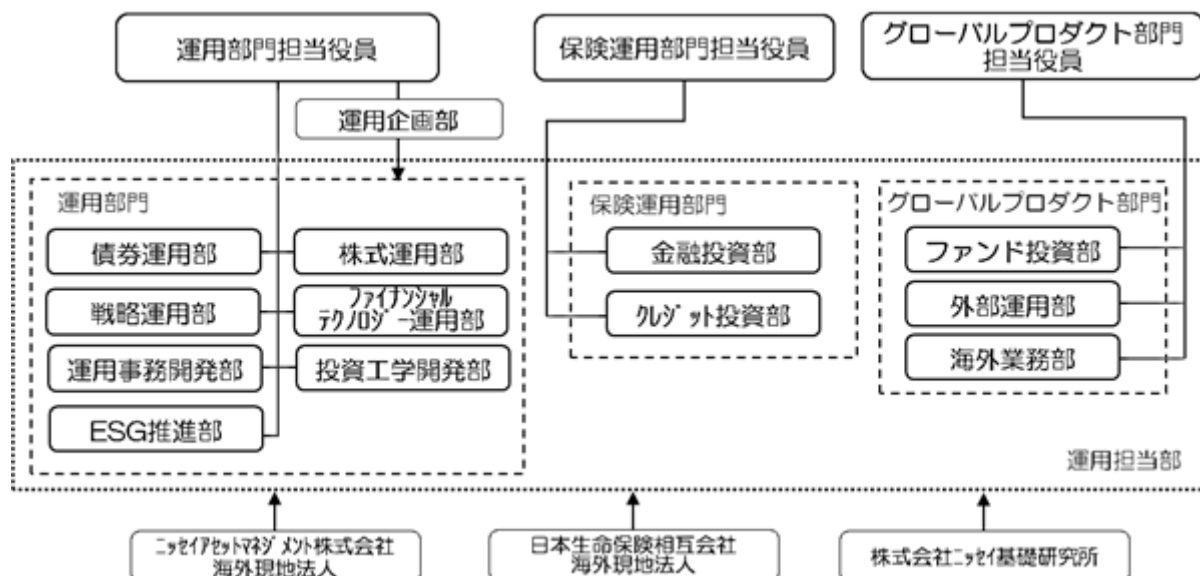 運用部門担当役員
保険運用部門担当役員
グローバルプロダクト部門
担当役員
運用企画部
運用部門
債券運用部
株式運用部
戦略運用部
ファイナンシャル
テクノロジー運用部
運用事務開発部
投資工学開発部
ESG推進部
保険運用部門
金融投資部
クレジット投資部
グローバルプロダクト部門
ファンド投資部
外部運用部
海外業務部
運用担当部
ニッセイアセットマネジメント株式会社
海外現地法人
日本生命保険相互会社
海外現地法人
株式会社ニッセイ基礎研究所